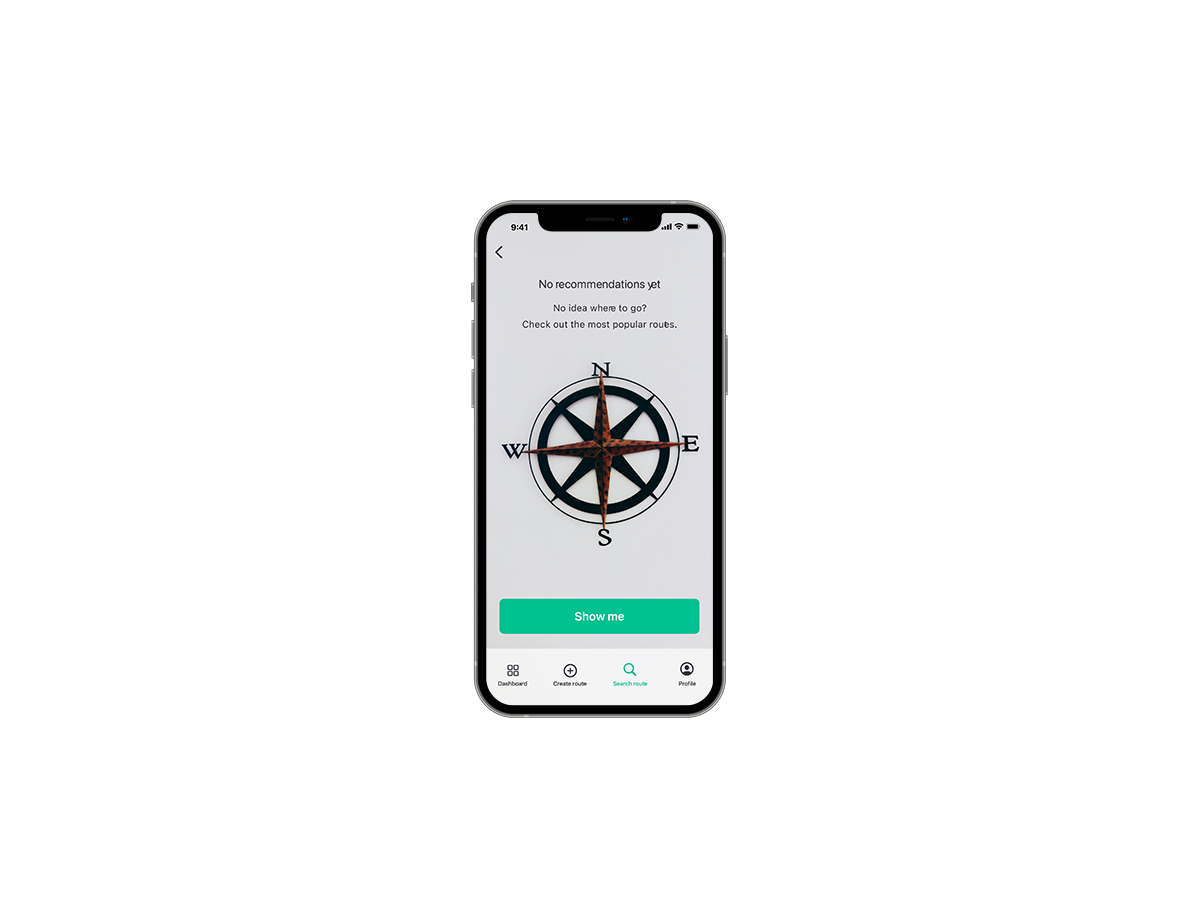 9:41
No recommendations yet
No idea where to go?
Check out the most popular routes.
N
W
E
S
Show me
Dashboard
Create route
Search route
Profile